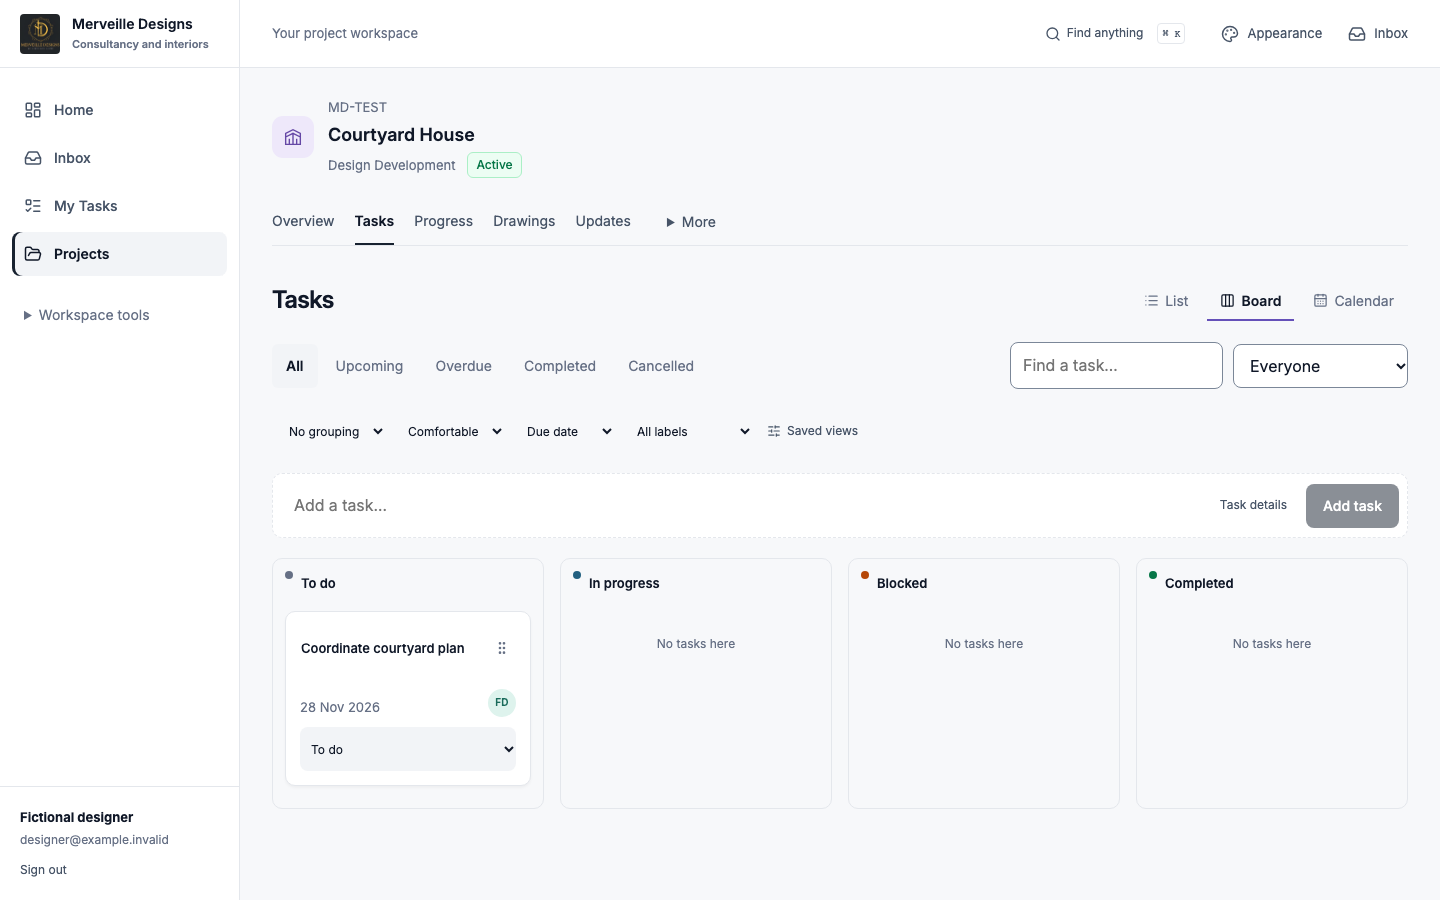 Merveille Designs
Consultancy and interiors
Your project workspace
Find anything
⌘ K
Appearance
Inbox
Home
Inbox
My Tasks
Projects
Workspace tools
MD-TEST
Courtyard House
Design Development
Active
Overview
Tasks
Progress
Drawings
Updates
More
Tasks
List
Board
Calendar
All
Upcoming
Overdue
Completed
Cancelled
Find a task...
Everyone
No grouping
Comfortable
Due date
All labels
Saved views
Add a task...
Task details
Add task
To do
Coordinate courtyard plan
28 Nov 2026
FD
To do
In progress
No tasks here
Blocked
No tasks here
Completed
No tasks here
Fictional designer
designer@example.invalid
Sign out